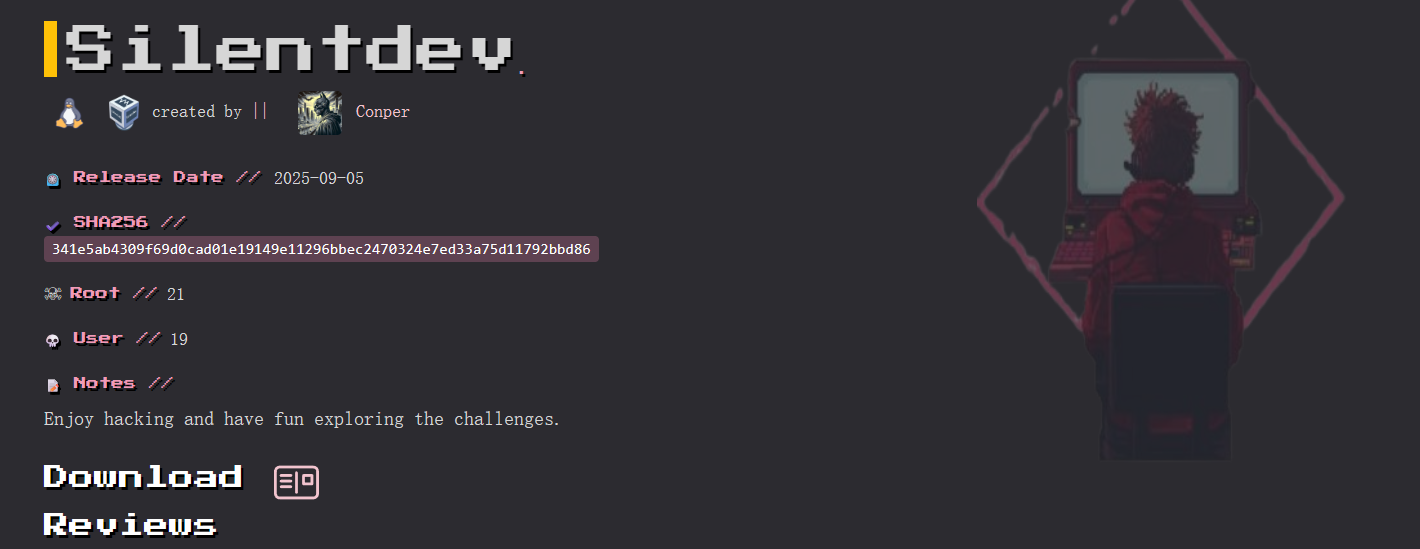 Silentdev.
created by || Conper
Release Date // 2025-09-05
SHA256 //
341e5ab4309f69d0cad01e19149e11296bbec2470324e7ed33a75d11792bbd86
Root // 21
User // 19
Notes //
Enjoy hacking and have fun exploring the challenges.
Download
Reviews